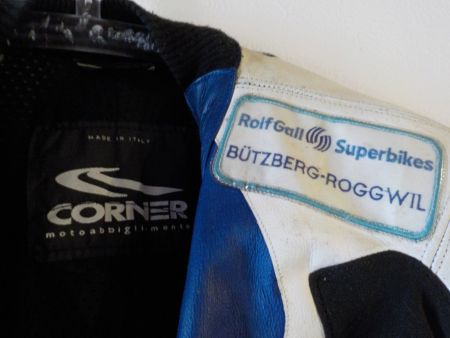 MADE IN ITALY
CORNER
motoabbigliamento
Rolf Gall Superbikes
BÜTZBERG-ROGGWIL